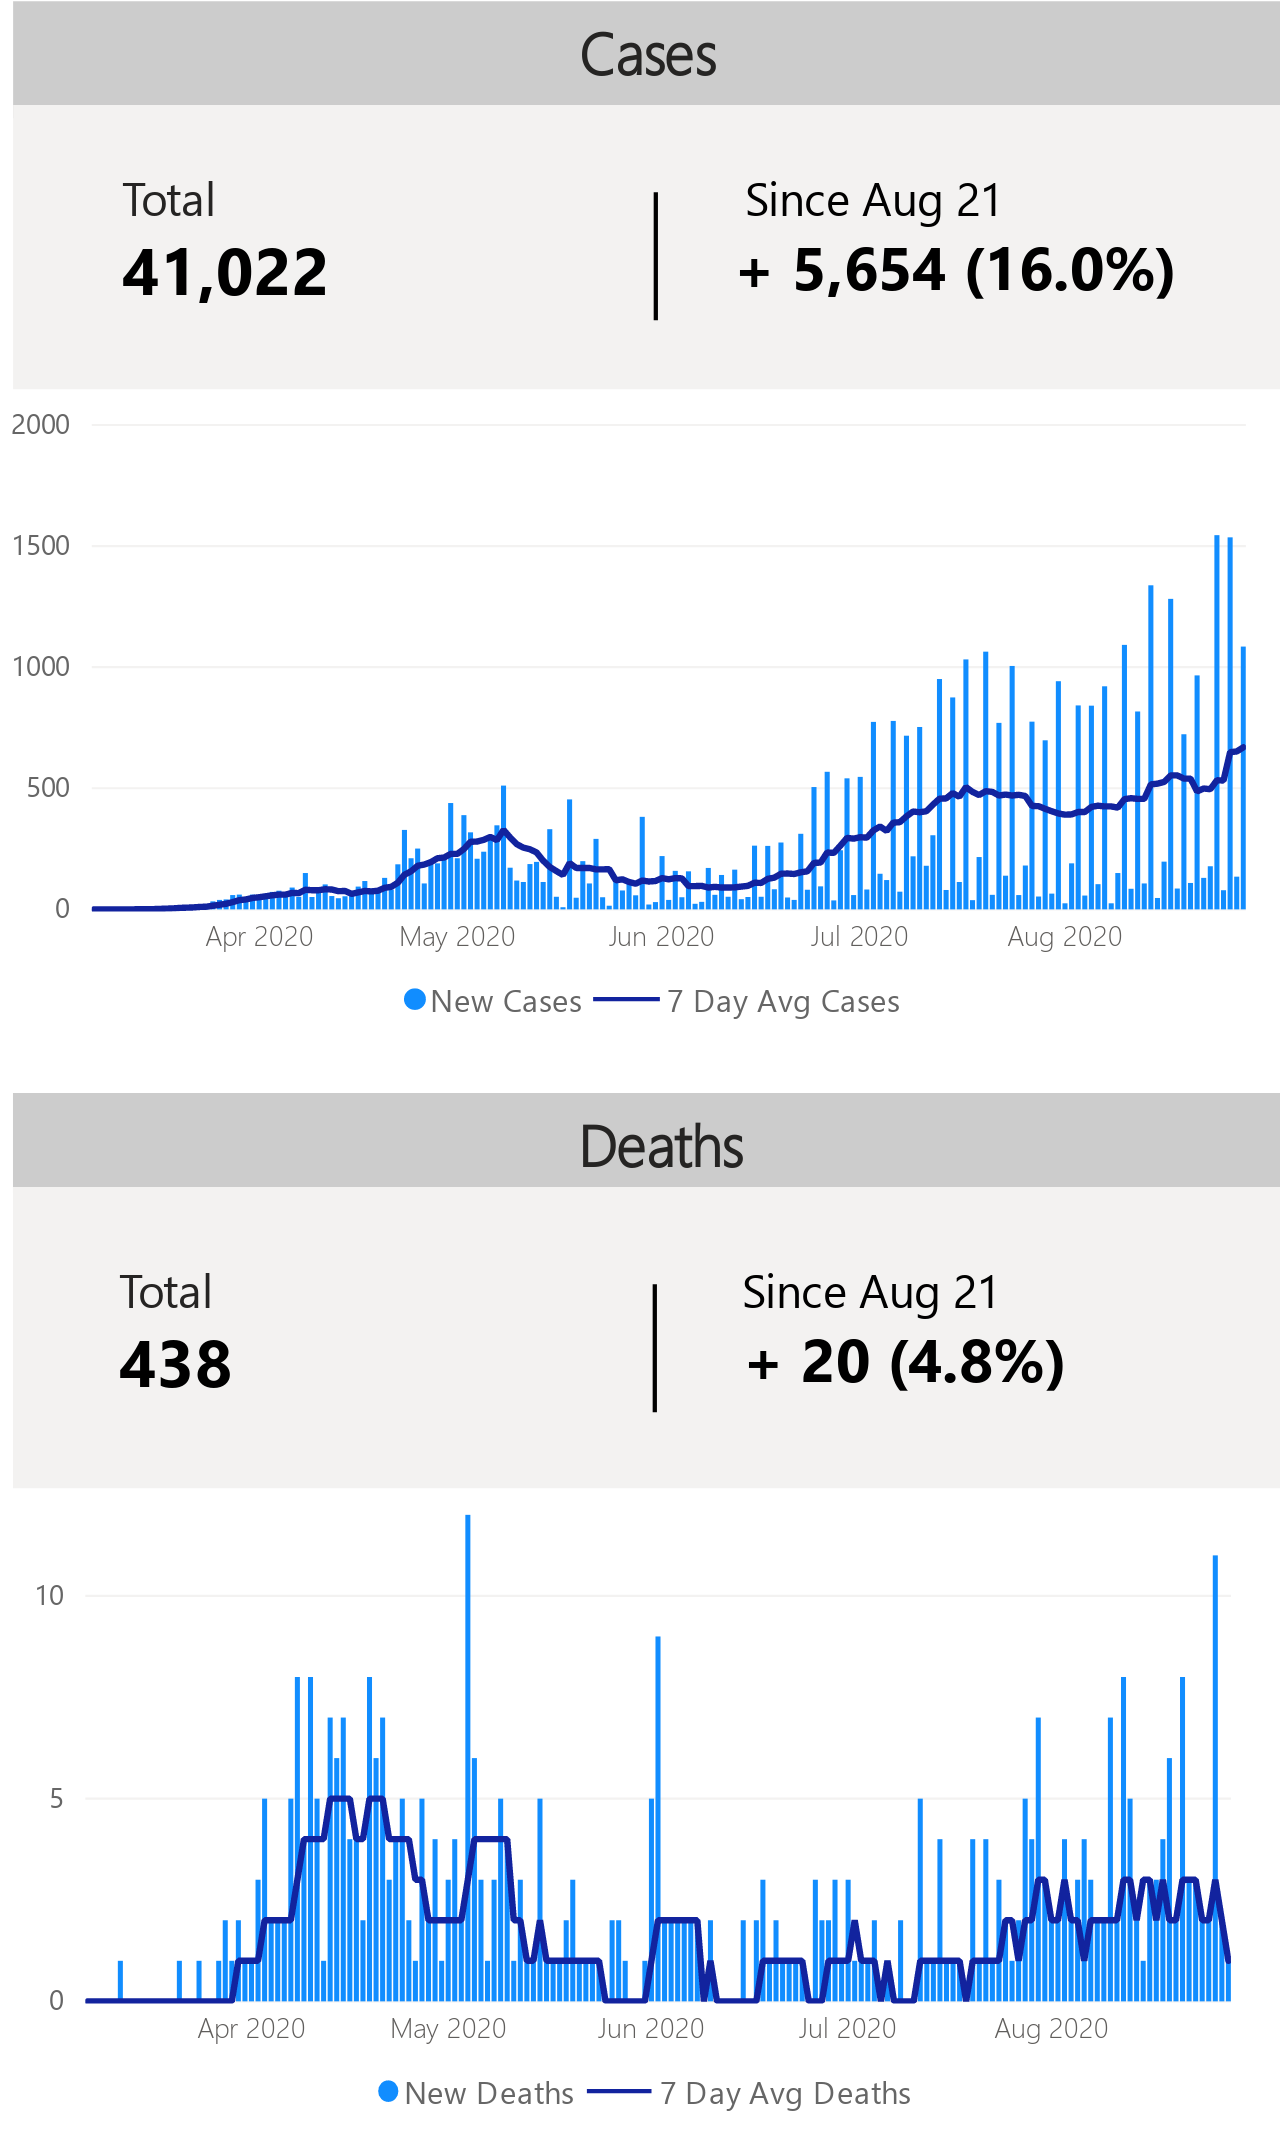 Cases
Total
Since Aug 21
41,022
+ 5,654 (16.0%)
2000
1500
1000
500
0
Apr 2020
May 2020
Jun 2020
Jul 2020
Aug 2020
New Cases
7 Day Avg Cases
Deaths
Total
Since Aug 21
438
+ 20 (4.8%)
10
5
0
Apr 2020
May 2020
Jun 2020
Jul 2020
Aug 2020
New Deaths
7 Day Avg Deaths